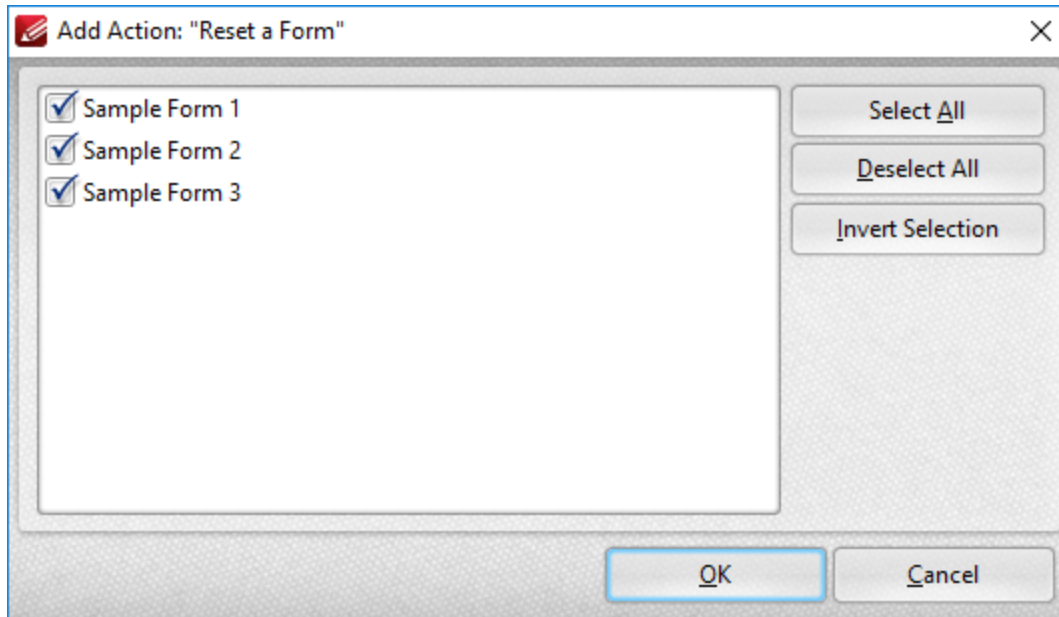 Add Action: "Reset a Form"
Sample Form 1
Sample Form 2
Sample Form 3
Select All
Deselect All
Invert Selection
OK
Cancel